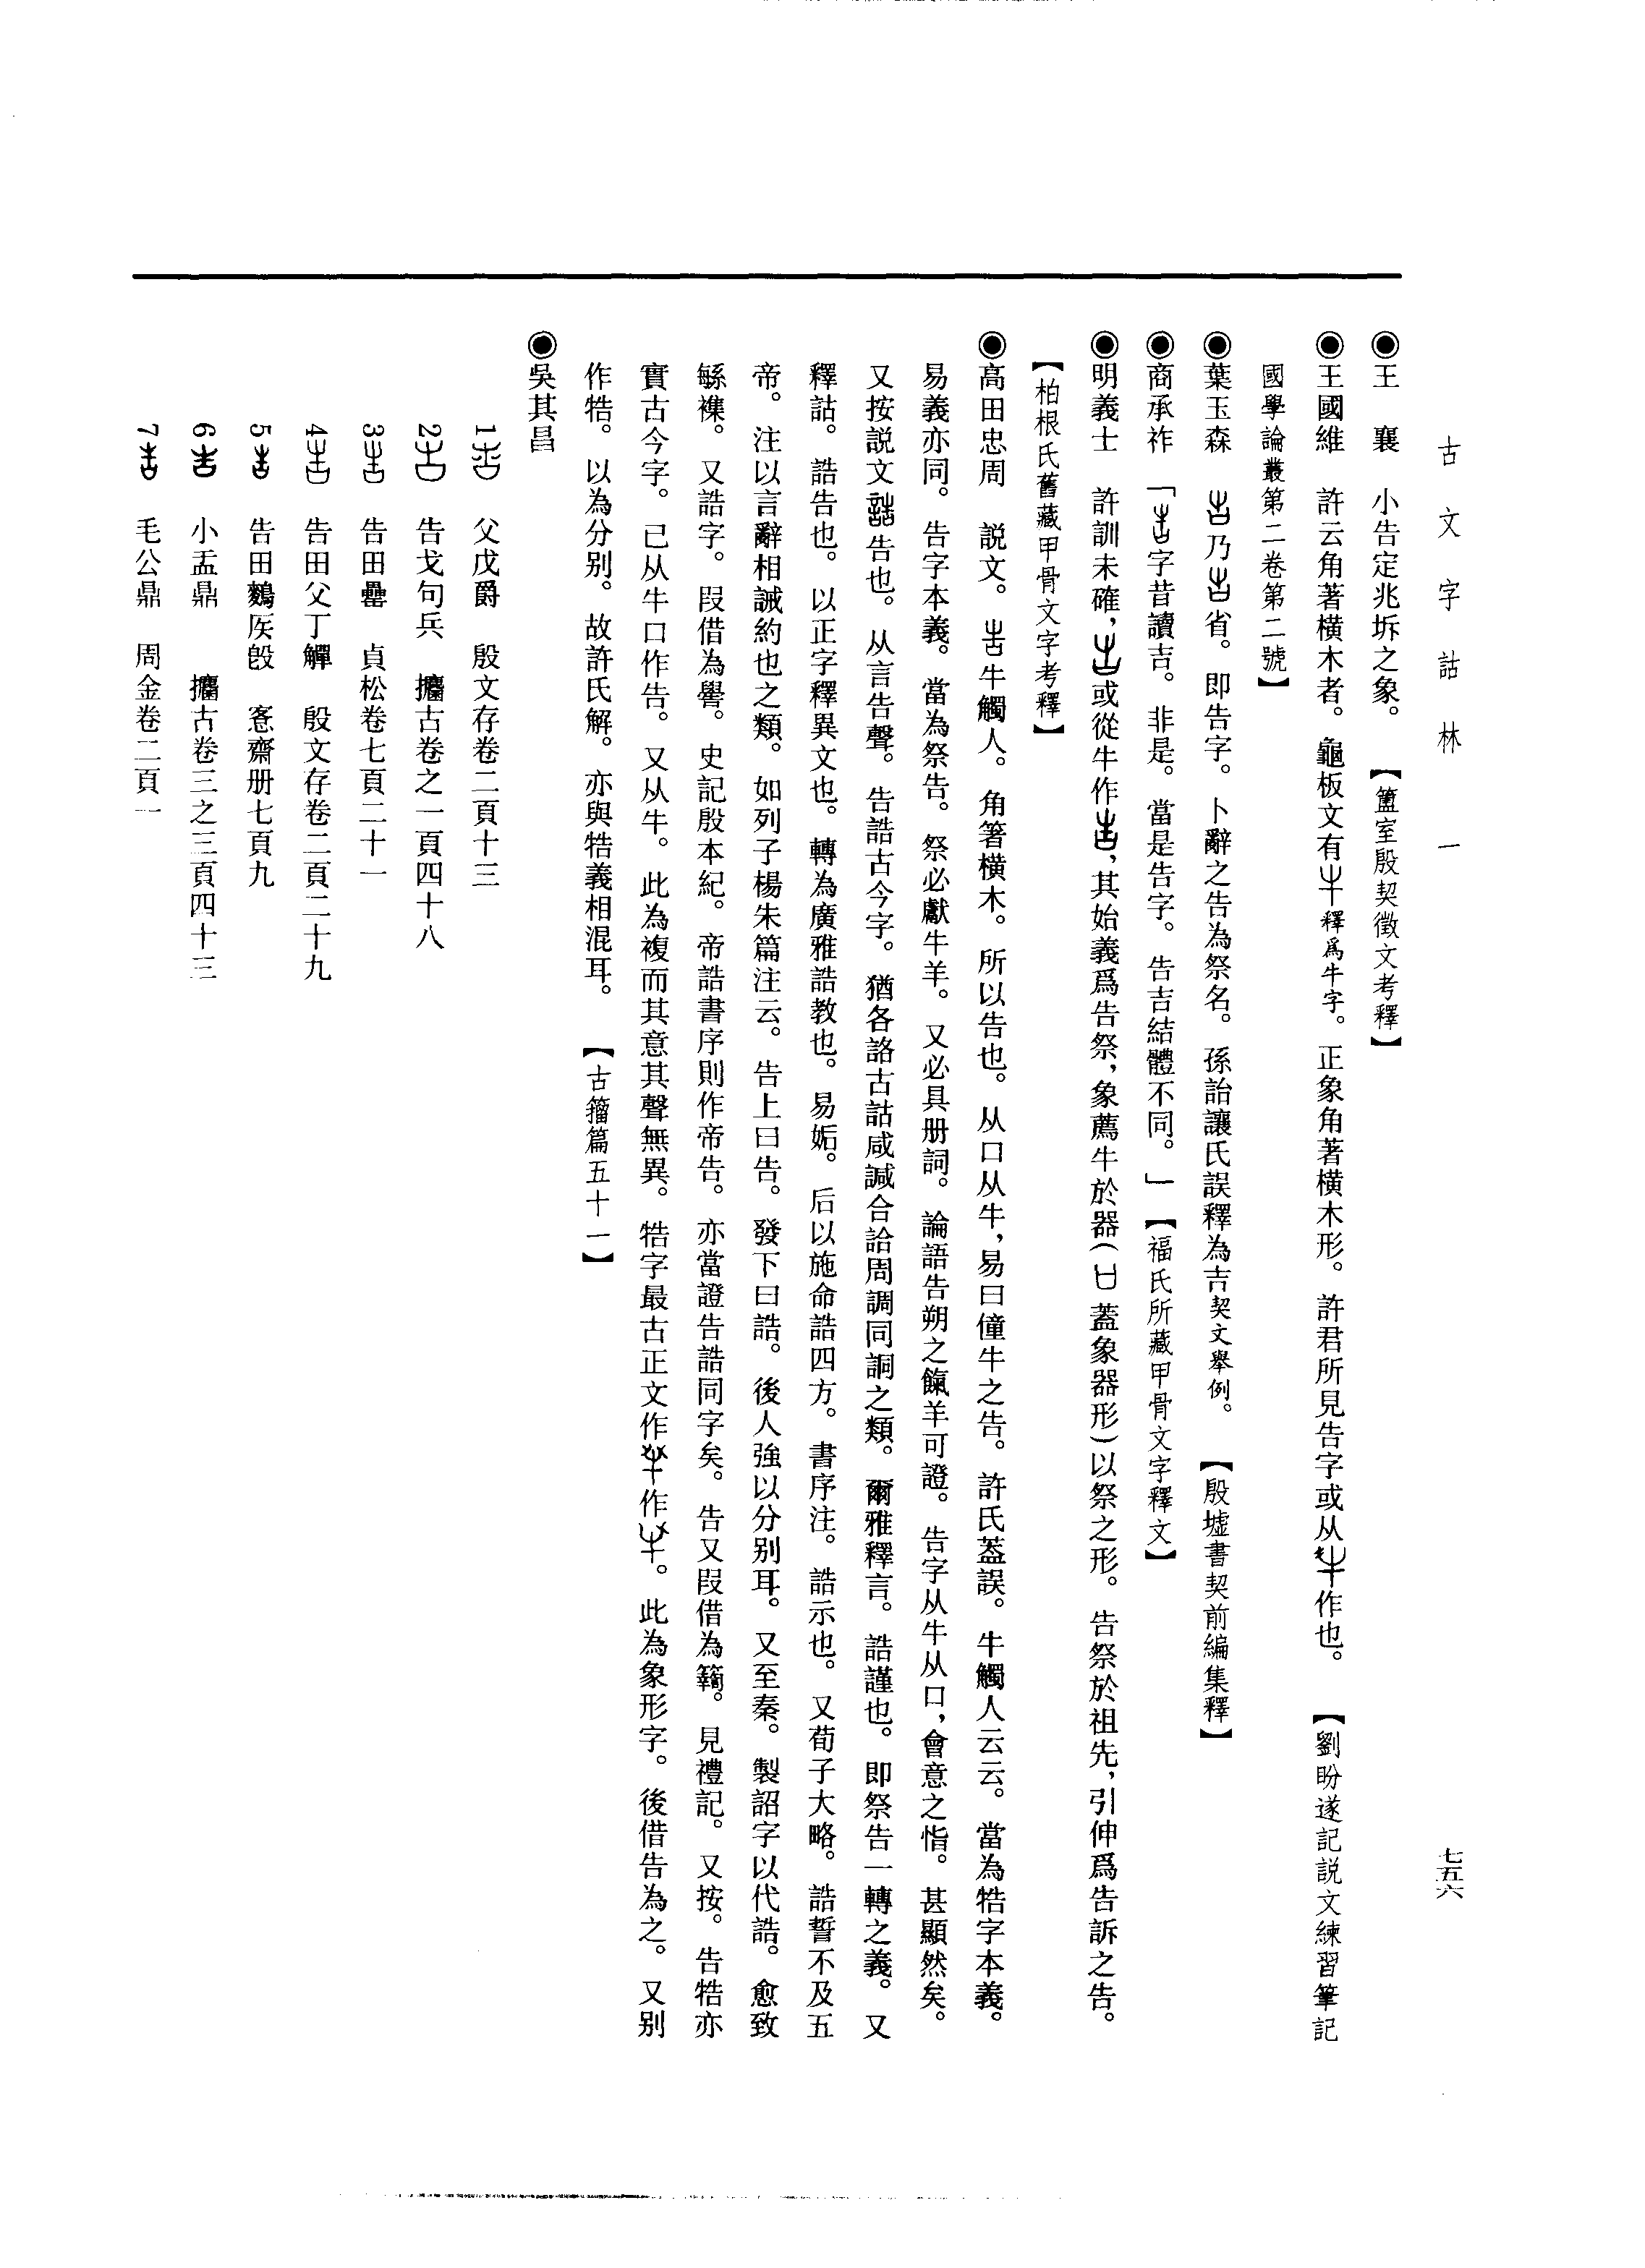 古文字詁林 一
七五六
◉王　襄　小告定兆坼之象。【簠室殷契徵文考釋】
◉王國維　許云角著橫木者。龜板文有釋爲牛字。正象角著橫木形。許君所見告字或从作也。【劉盼遂記説文練習筆記
國學論叢第二卷第二號】
◉葉玉森　乃省。即告字。卜辭之告為祭名。孫詒讓氏誤釋為吉契文舉例。【殷墟書契前編集釋】
◉商承祚　「字昔讀吉。非是。當是告字。告吉結體不同。」【福氏所藏甲骨文字釋文】
◉明義士　許訓未確，或從牛作，其始義爲告祭，象薦牛於器（蓋象器形）以祭之形。告祭於祖先，引伸爲告訴之告。
【柏根氏舊藏甲骨文字考釋】
◉高田忠周　説文。牛觸人。角箸橫木。所以告也。从口从牛，易曰僮牛之告。許氏葢誤。牛觸人云云。當為牿字本義。
易義亦同。告字本義。當為祭告。祭必獻牛羊。又必具册詞。論語告朔之餼羊可證。告字从牛从口，會意之恉。甚顯然矣。
又按説文告也。从言告聲。告誥古今字。猶各詻古詁咸諴合詥周調同詷之類。爾雅釋言。誥謹也。即祭告一轉之義。又
釋詁。誥告也。以正字釋異文也。轉為廣雅誥教也。易姤。后以施命誥四方。書序注。誥示也。又荀子大略。誥誓不及五
帝。注以言辭相誡約也之類。如列子楊朱篇注云。告上曰告。發下曰誥。後人強以分别耳。又至秦。製詔字以代誥。愈致
緐襍。又誥字。叚借為嚳。史記殷本紀。帝誥書序則作帝告。亦當證告誥同字矣。告又叚借為鞫。見禮記。又按。告牿亦
實古今字。已从牛口作告。又从牛。此為複而其意其聲無異。牿字最古正文作作。此為象形字。後借告為之。又别
作牿。以為分别。故許氏解。亦與牿義相混耳。【古籀篇五十一】
◉吳其昌
1　父戊爵　殷文存卷二頁十三
2　告戈句兵　攟古卷之一頁四十八
3　告田罍　貞松卷七頁二十一
4　告田父丁觶　殷文存卷二頁二十九
5　告田鷄𥎦𣪘　愙齋册七頁九
6　小盂鼎　攟古卷三之三頁四十三
7　毛公鼎　周金卷二頁一